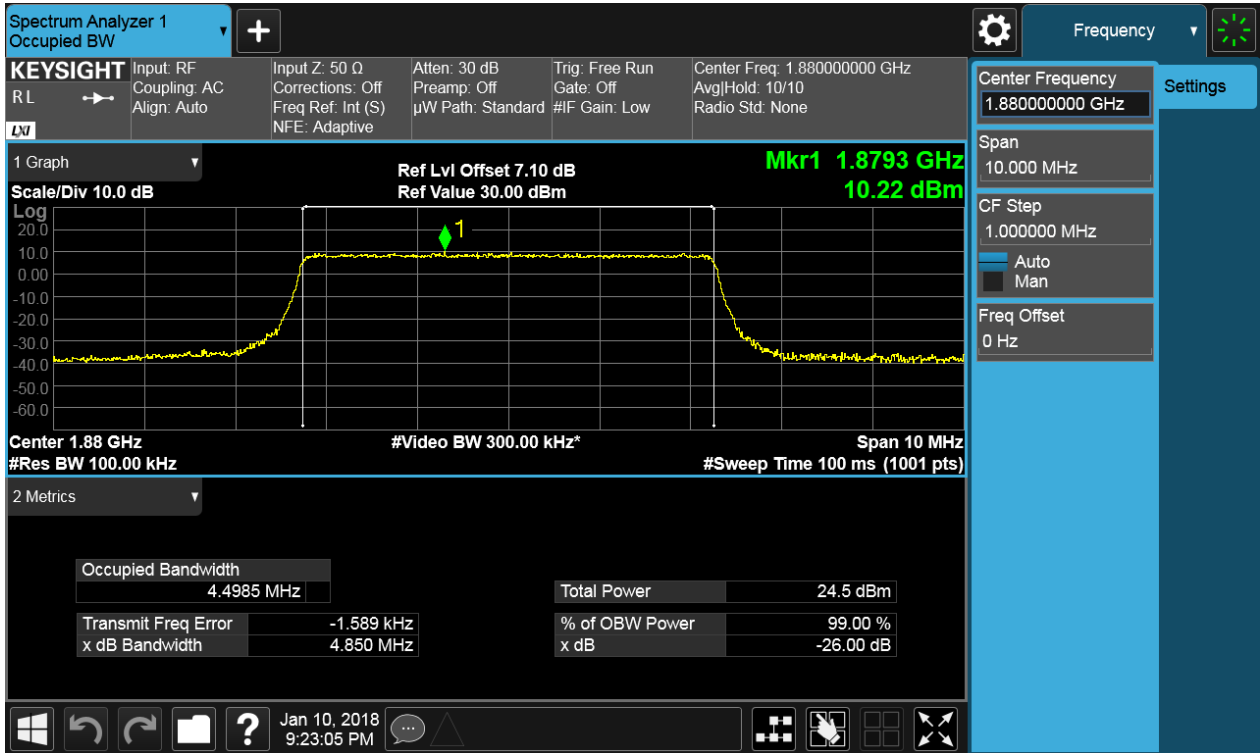 Spectrum Analyzer 1
Occupied BW
+
Frequency
KEYSIGHT
RL
LXI
Input: RF
Coupling: AC
Align: Auto
Input Z: 50 Ω
Corrections: Off
Freq Ref: Int (S)
NFE: Adaptive
Atten: 30 dB
Preamp: Off
µW Path: Standard
Trig: Free Run
Gate: Off
#IF Gain: Low
Center Freq: 1.880000000 GHz
Avg|Hold: 10/10
Radio Std: None
Center Frequency
1.880000000 GHz
Settings
Span
10.000 MHz
CF Step
1.000000 MHz
Auto
Man
Freq Offset
0 Hz
1 Graph
Scale/Div 10.0 dB
Ref Lvl Offset 7.10 dB
Ref Value 30.00 dBm
Mkr1 1.8793 GHz
10.22 dBm
Log
20.0
10.0
0.00
-10.0
-20.0
-30.0
-40.0
-50.0
-60.0
1
Center 1.88 GHz
#Res BW 100.00 kHz
#Video BW 300.00 kHz*
Span 10 MHz
#Sweep Time 100 ms (1001 pts)
2 Metrics
Occupied Bandwidth
4.4985 MHz
Transmit Freq Error -1.589 kHz
x dB Bandwidth 4.850 MHz
Total Power 24.5 dBm
% of OBW Power 99.00 %
x dB -26.00 dB
?
Jan 10, 2018
9:23:05 PM